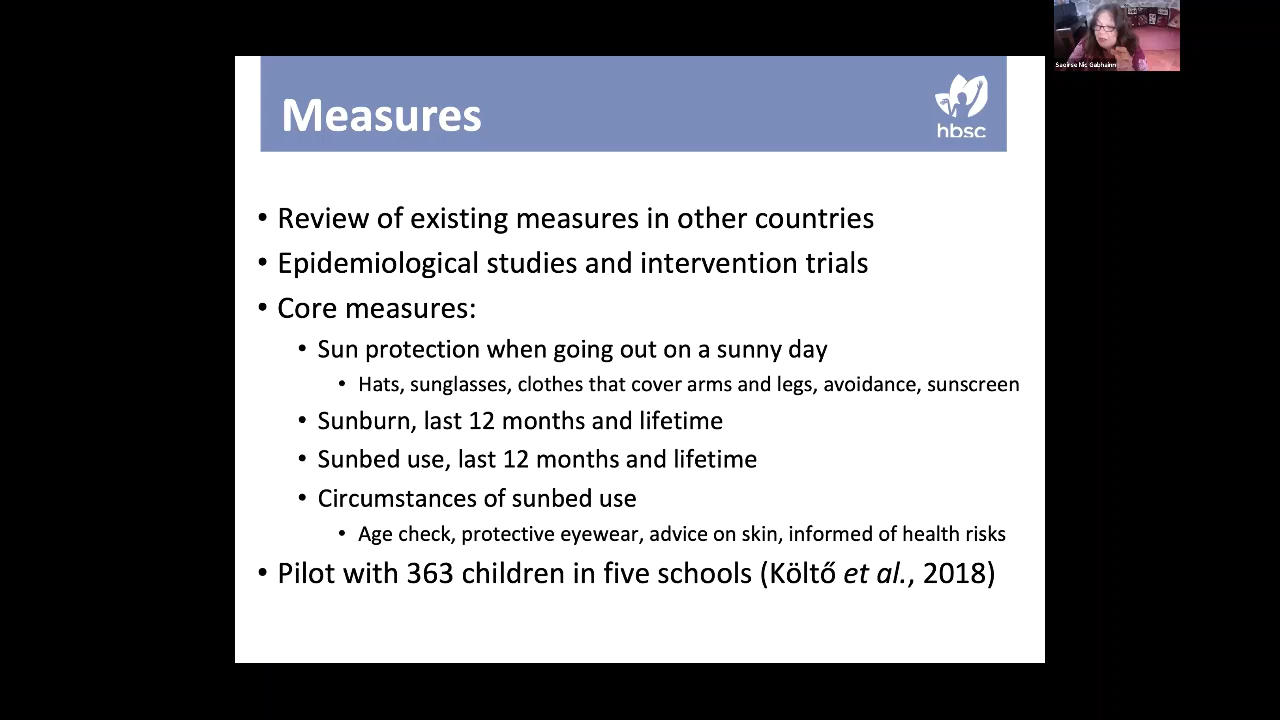 Saoirse Nic Gabhainn
Measures
hbsc
• Review of existing measures in other countries
• Epidemiological studies and intervention trials
• Core measures:
• Sun protection when going out on a sunny day
• Hats, sunglasses, clothes that cover arms and legs, avoidance, sunscreen
• Sunburn, last 12 months and lifetime
• Sunbed use, last 12 months and lifetime
• Circumstances of sunbed use
• Age check, protective eyewear, advice on skin, informed of health risks
• Pilot with 363 children in five schools (Költő et al., 2018)